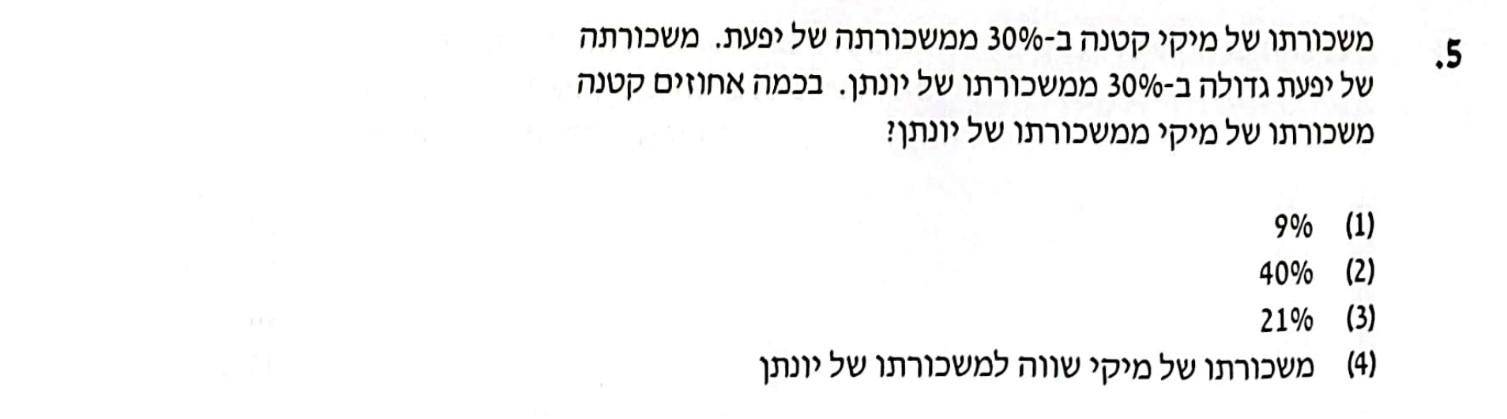 5. משכורתו של מיקי קטנה ב-30% ממשכורתה של יפעת. משכורתה
של יפעת גדולה ב-30% ממשכורתו של יונתן. בכמה אחוזים קטנה
משכורתו של מיקי ממשכורתו של יונתן?
(1) 9%
(2) 40%
(3) 21%
(4) משכורתו של מיקי שווה למשכורתו של יונתן